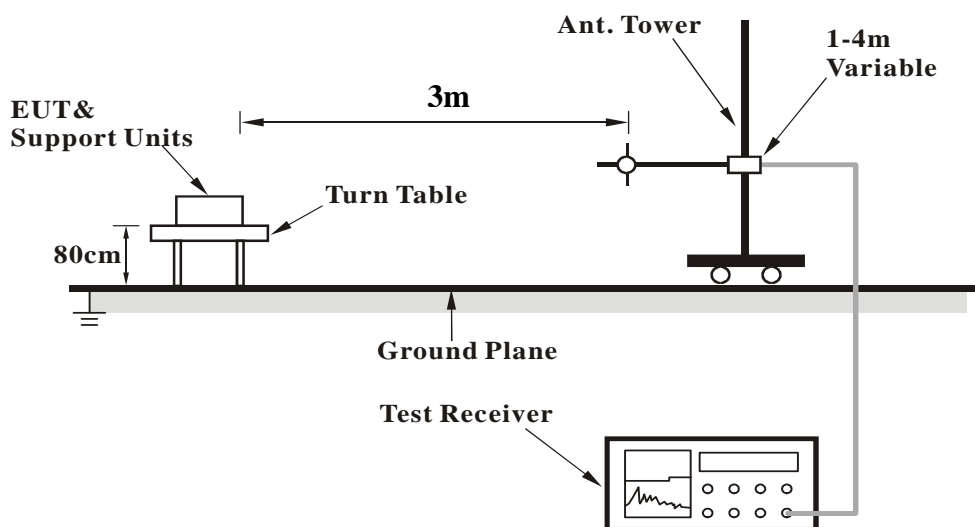 Ant. Tower
1-4m
Variable
3m
EUT&
Support Units
Turn Table
80cm
Ground Plane
Test Receiver